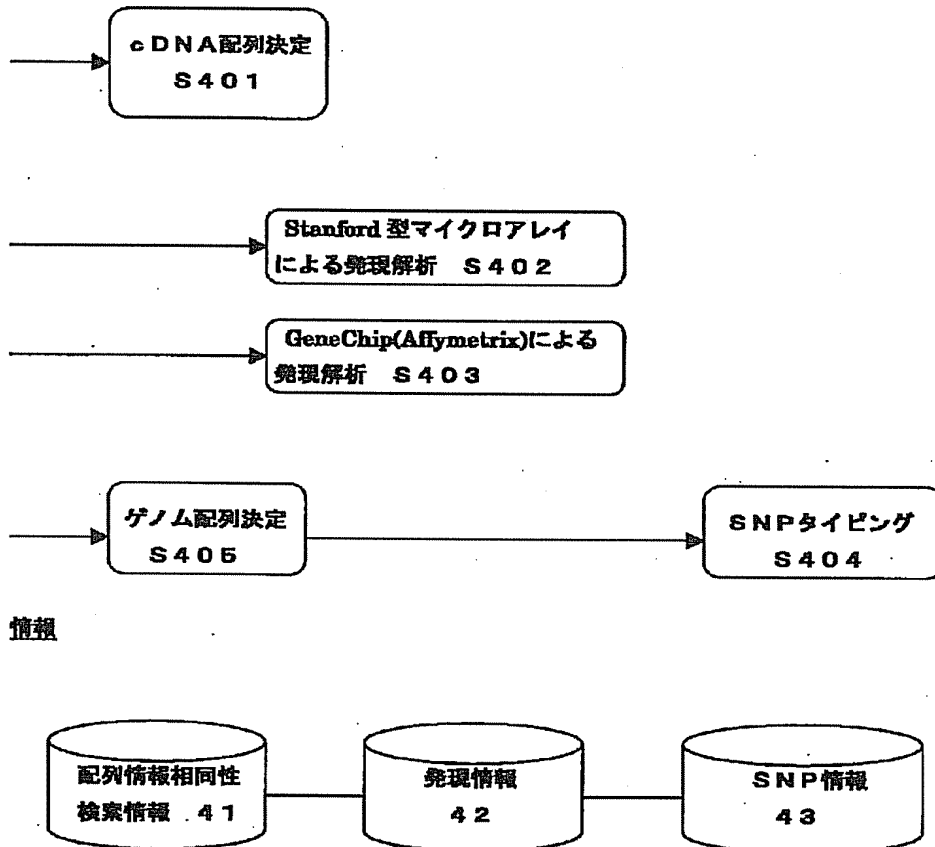 ｃＤＮＡ配列決定
Ｓ４０１
Stanford 型マイクロアレイ
による発現解析　Ｓ４０２
GeneChip(Affymetrix)による
発現解析　Ｓ４０３
ゲノム配列決定
Ｓ４０５
ＳＮＰタイピング
Ｓ４０４
情報
配列情報相同性
検索情報　４１
発現情報
４２
ＳＮＰ情報
４３